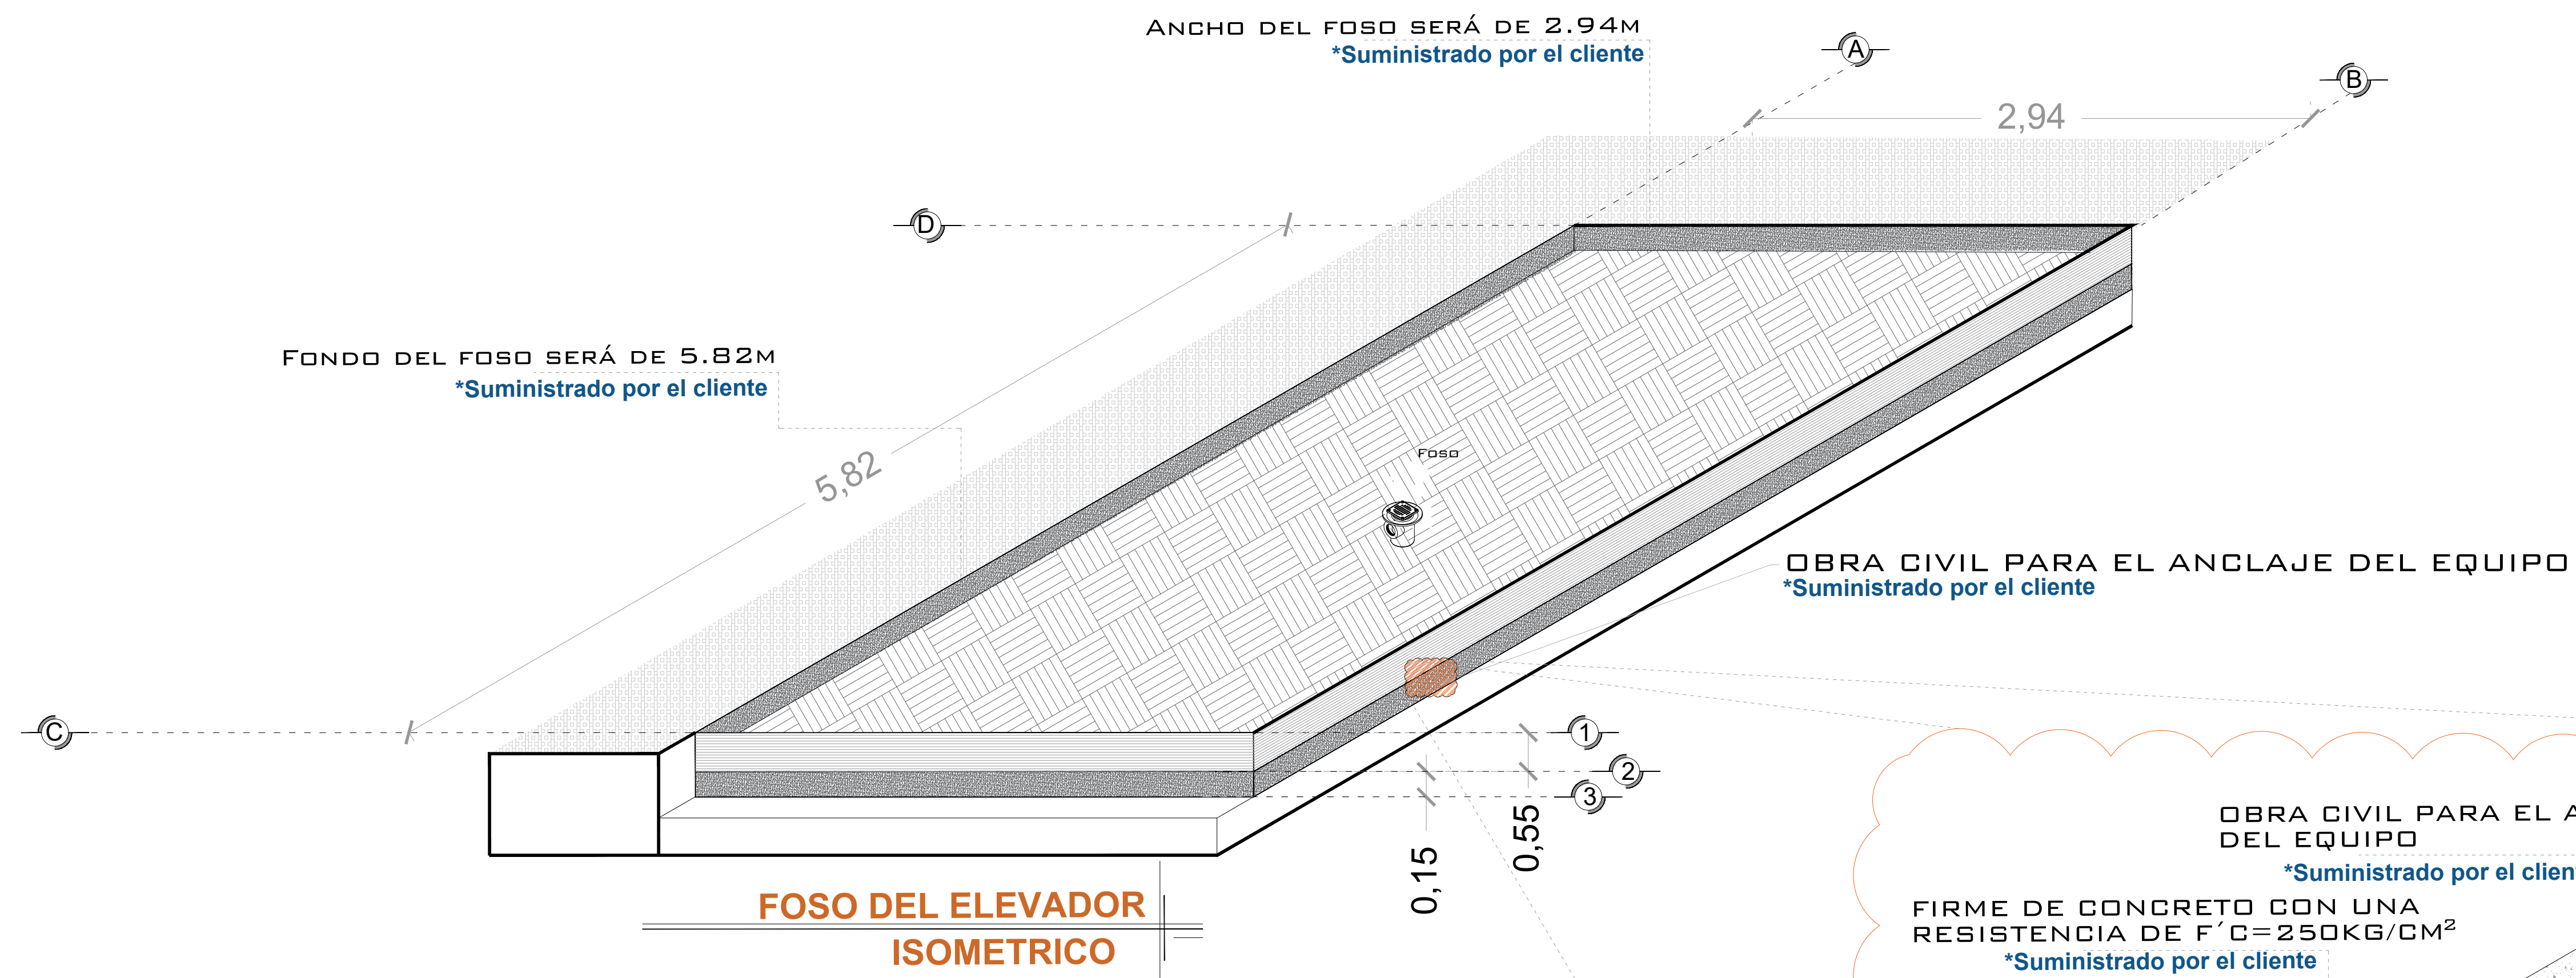 ANCHO DEL FOSO SERÁ DE 2.94M
*Suministrado por el cliente
A
B
2,94
D
FONDO DEL FOSO SERÁ DE 5.82M
*Suministrado por el cliente
5,82
FOSO
OBRA CIVIL PARA EL ANCLAJE DEL EQUIPO
*Suministrado por el cliente
C
1
2
3
0,15
0,55
OBRA CIVIL PARA EL A
DEL EQUIPO
*Suministrado por el clien
FIRME DE CONCRETO CON UNA
RESISTENCIA DE F´C=250KG/CM²
*Suministrado por el cliente
FOSO DEL ELEVADOR
ISOMETRICO